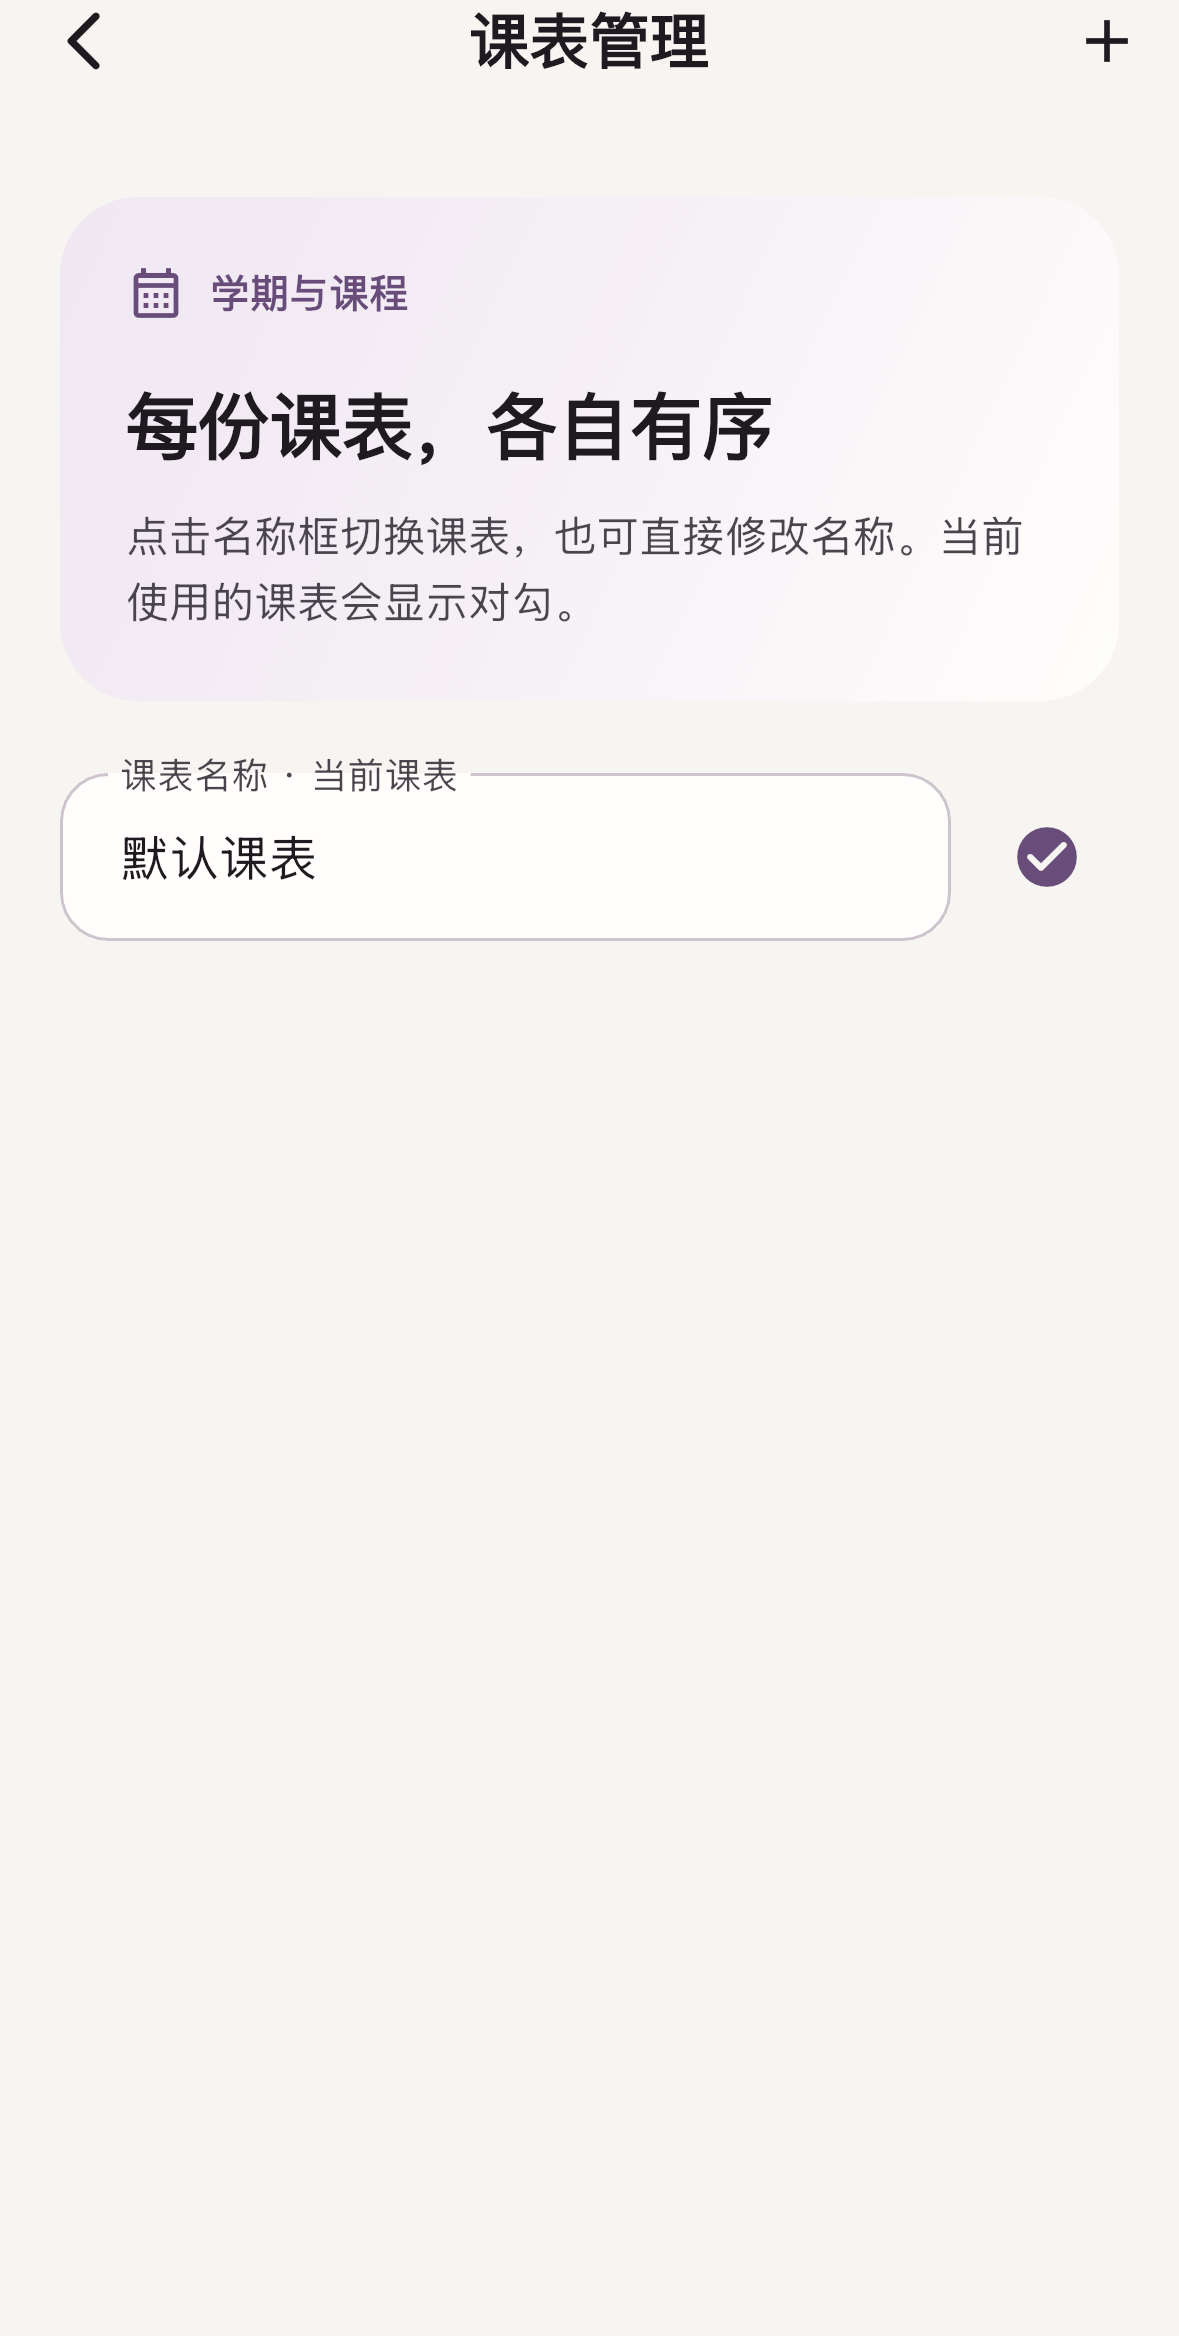 课表管理
学期与课程
每份课表，各自有序
点击名称框切换课表，也可直接修改名称。当前
使用的课表会显示对勾。
课表名称 · 当前课表
默认课表